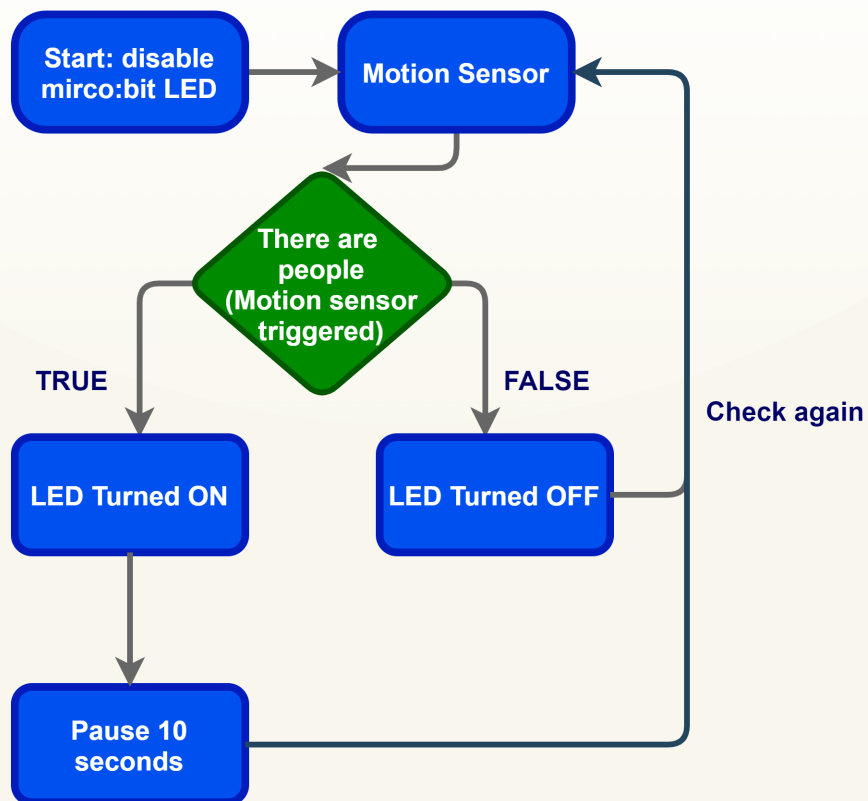 Start: disable
mirco:bit LED
Motion Sensor
There are
people
(Motion sensor
triggered)
TRUE
FALSE
Check again
LED Turned ON
LED Turned OFF
Pause 10
seconds